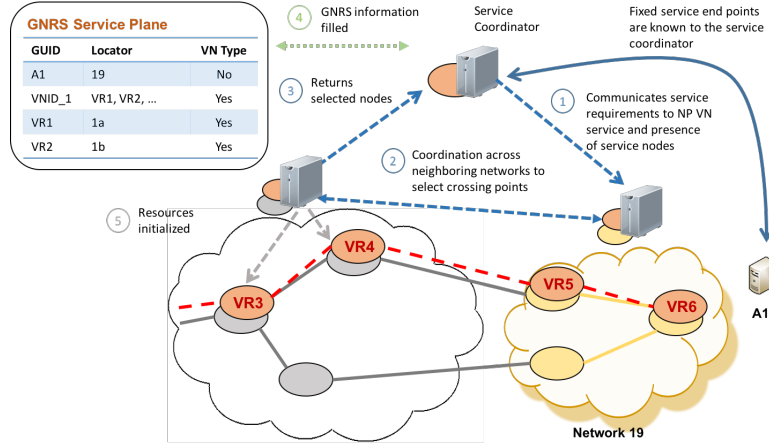 GNRS Service Plane
GUID Locator VN Type
A1 19 No
VNID_1 VR1, VR2, ... Yes
VR1 1a Yes
VR2 1b Yes
4 GNRS information
filled
Service
Coordinator
Fixed service end points
are known to the service
coordinator
3 Returns
selected nodes
1 Communicates service
requirements to NP VN
service and presence
of service nodes
2 Coordination across
neighboring networks to
select crossing points
5 Resources
initialized
VR4
VR3
VR5
VR6
A1
Network 19